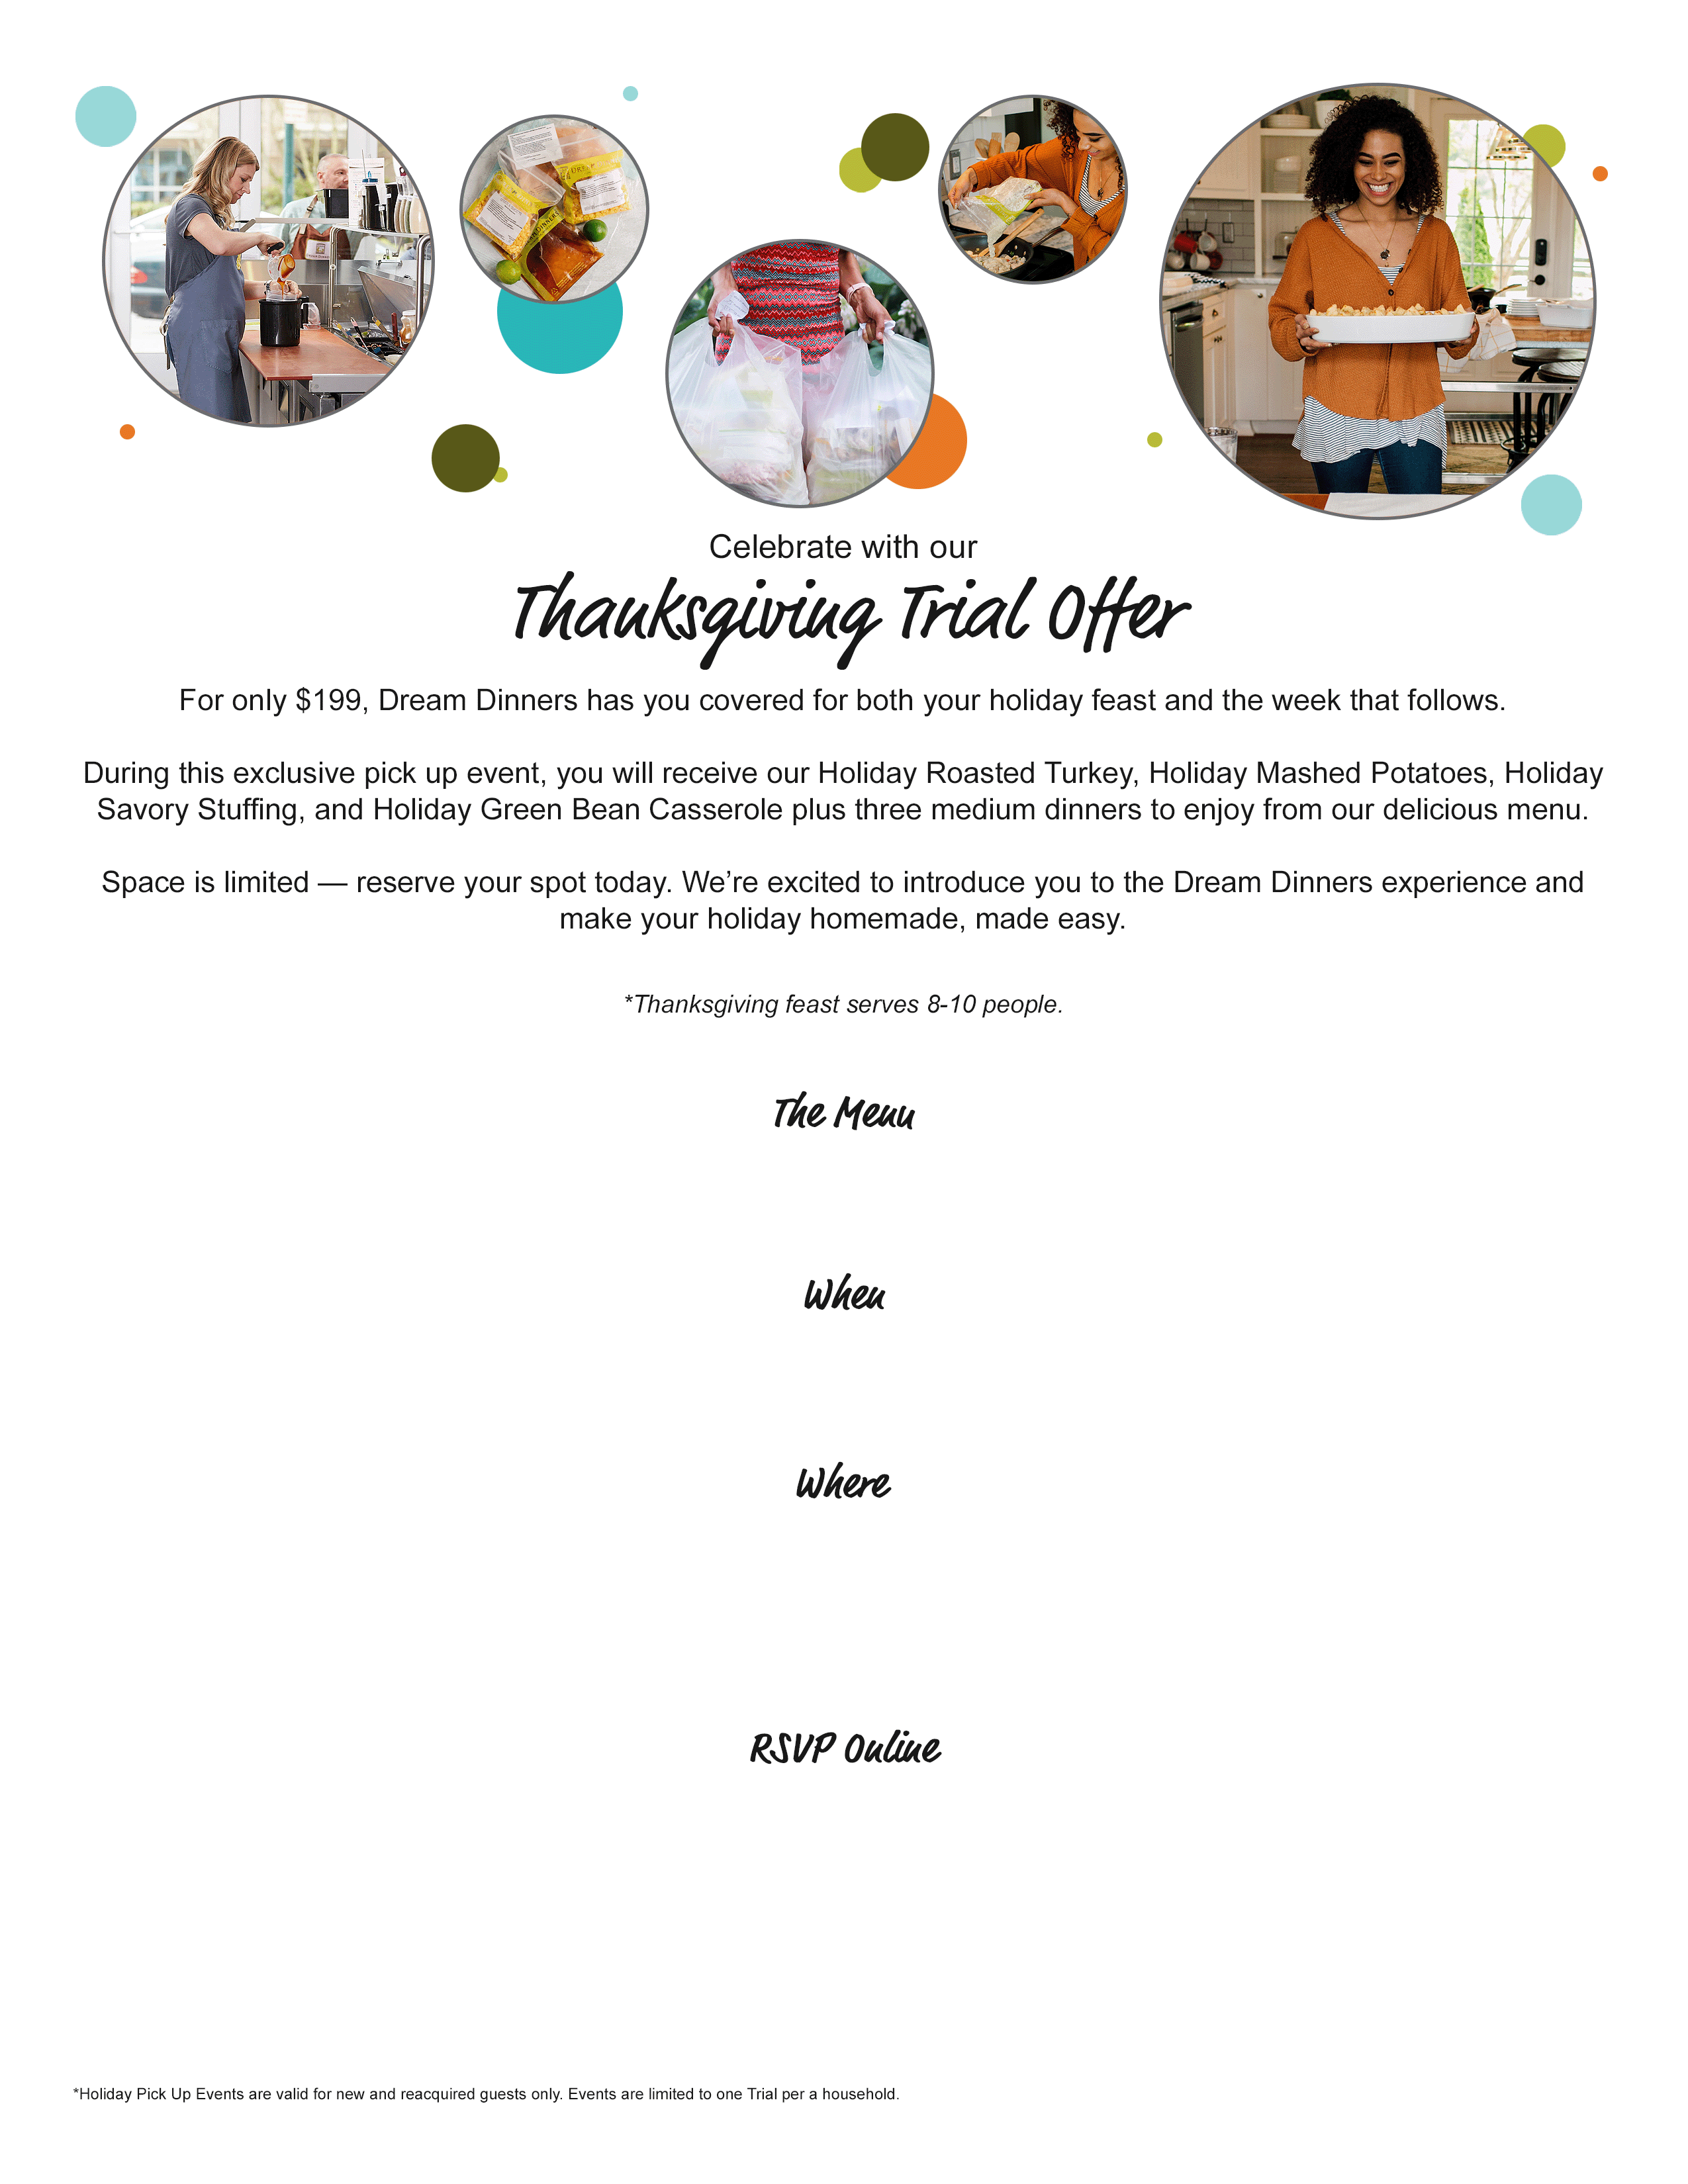 Celebrate with our
Thanksgiving Trial Offer
For only $199, Dream Dinners has you covered for both your holiday feast and the week that follows.
During this exclusive pick up event, you will receive our Holiday Roasted Turkey, Holiday Mashed Potatoes, Holiday
Savory Stuffing, and Holiday Green Bean Casserole plus three medium dinners to enjoy from our delicious menu.
Space is limited — reserve your spot today. We’re excited to introduce you to the Dream Dinners experience and
make your holiday homemade, made easy.
*Thanksgiving feast serves 8-10 people.
The Menu
When
Where
RSVP Online
*Holiday Pick Up Events are valid for new and reacquired guests only. Events are limited to one Trial per a household.